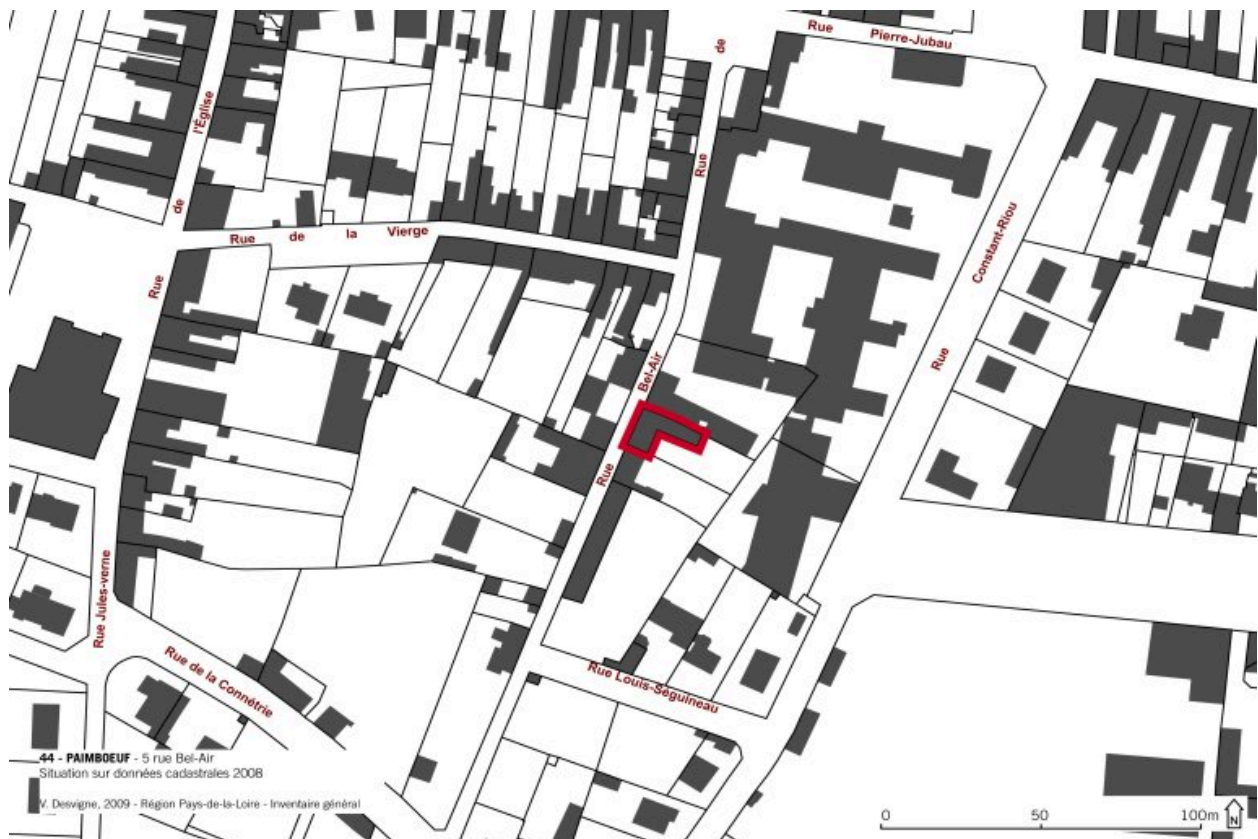 Rue Pierre-Jubau
Rue de l'Église
Rue de la Vierge
Rue de Bel-Air
Rue Constant-Riou
Rue Jules-verne
Rue de la Connétrie
Rue Louis-Séguineau
44 - PAIMBOEUF - 5 rue Bel-Air
Situation sur données cadastrales 2008
V. Desvigne, 2009 - Région Pays-de-la-Loire - Inventaire général
0 50 100m
N